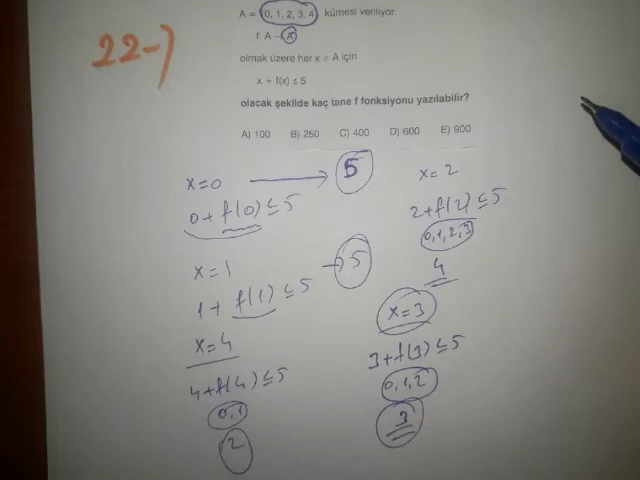 22-)
A = {0, 1, 2, 3, 4} kümesi veriliyor.
f: A → A
olmak üzere her x ∈ A için
x + f(x) ≤ 5
olacak şekilde kaç tane f fonksiyonu yazılabilir?
A) 100 B) 250 C) 400 D) 600 E) 900
x=0 → 5
0+f(0)≤5
x=1
1+f(1)≤5 → 5
x=4
4+f(4)≤5
0,1
2
x=2
2+f(2)≤5
0,1,2,3
4
x=3
3+f(3)≤5
0,1,2
3